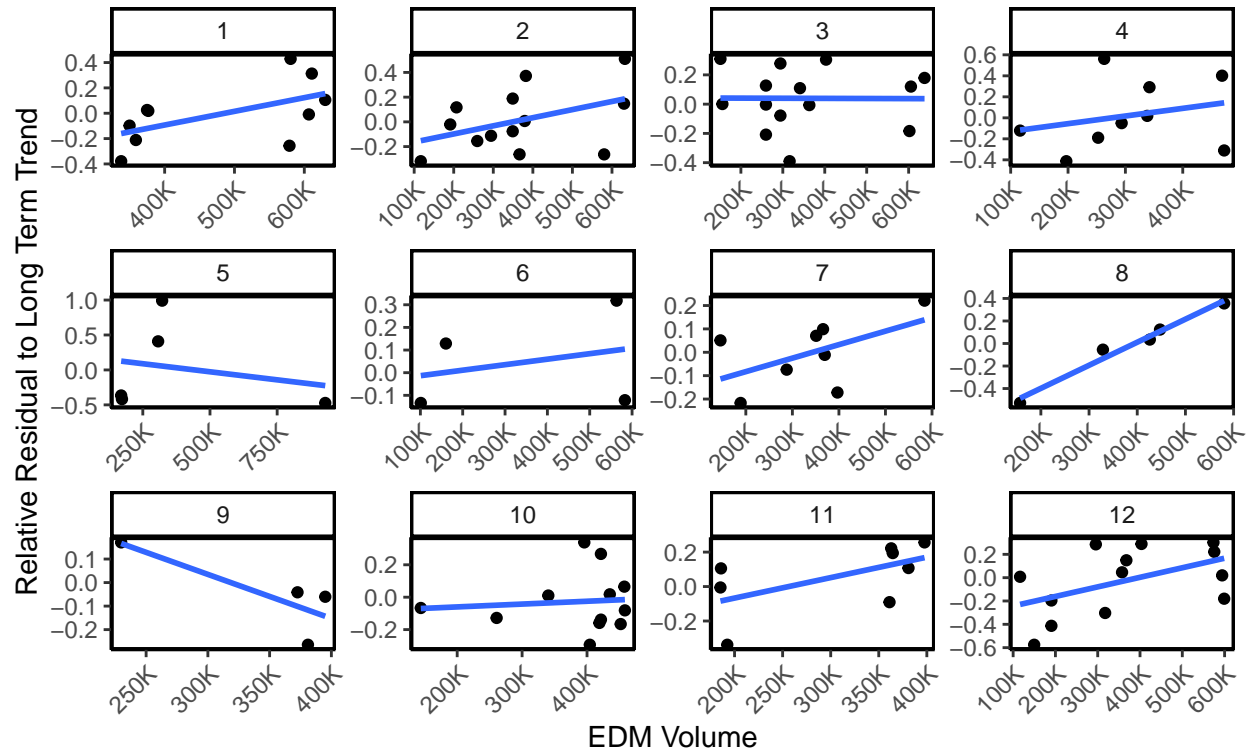 Relative Residual to Long Term Trend
1
2
3
4
0.4
0.2
0.0
−0.2
−0.4
400K
500K
600K
0.4
0.2
0.0
−0.2
100K
200K
300K
400K
500K
600K
0.2
0.0
−0.2
−0.4
200K
300K
400K
500K
600K
0.6
0.4
0.2
0.0
−0.2
−0.4
100K
200K
300K
400K
5
6
7
8
1.0
0.5
0.0
−0.5
250K
500K
750K
0.3
0.2
0.1
0.0
−0.1
100K
200K
300K
400K
500K
600K
0.2
0.1
0.0
−0.1
−0.2
200K
300K
400K
500K
600K
0.4
0.2
0.0
−0.2
−0.4
200K
300K
400K
500K
600K
9
10
11
12
0.1
0.0
−0.1
−0.2
250K
300K
350K
400K
0.2
0.0
−0.2
200K
300K
400K
0.2
0.0
−0.2
200K
250K
300K
350K
400K
0.2
0.0
−0.2
−0.4
−0.6
100K
200K
300K
400K
500K
600K
EDM Volume